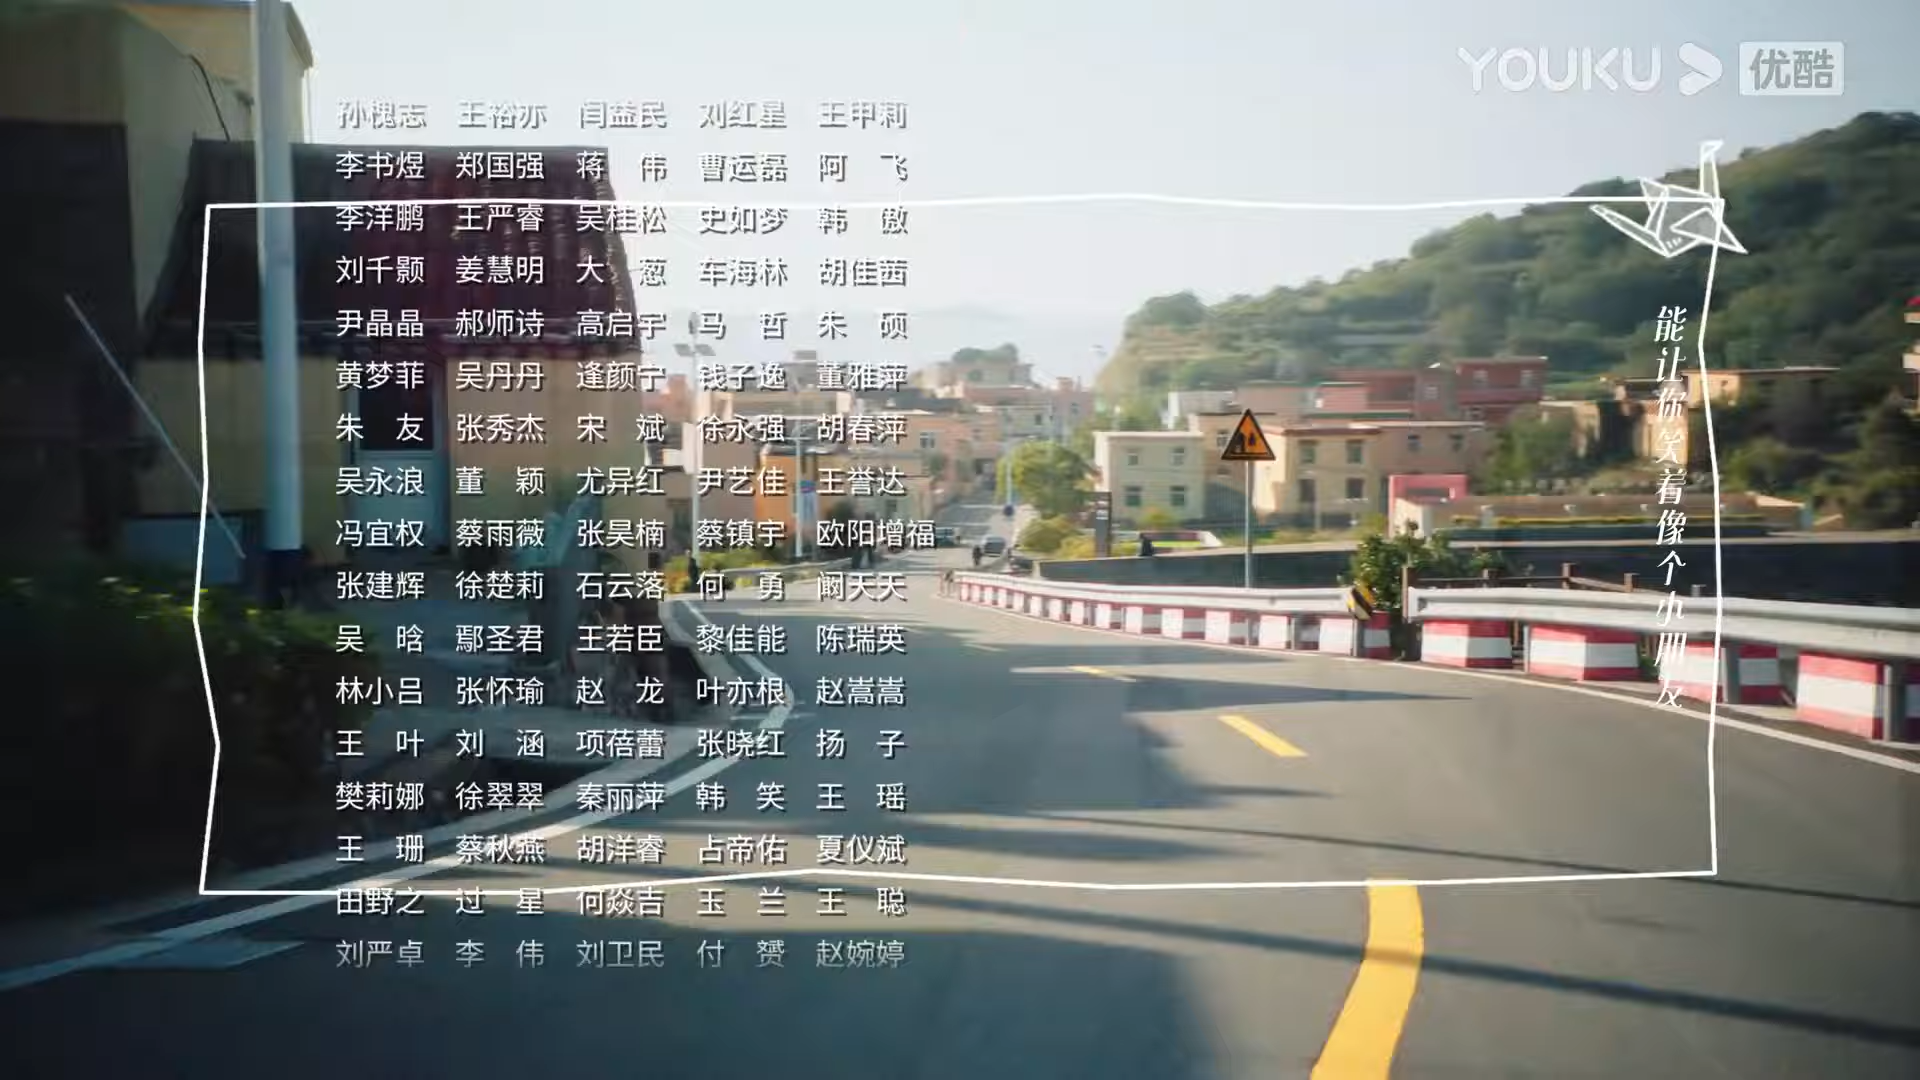 YOUKU 优酷
孙槐志 王裕亦 闫益民 刘红星 王甲莉
李书煜 郑国强 蒋 伟 曹运磊 阿 飞
李洋鹏 王严睿 吴桂松 史如梦 韩 傲
刘千颢 姜慧明 大 葱 车海林 胡佳茜
尹晶晶 郝师诗 高启宇 马 哲 朱 硕
黄梦菲 吴丹丹 逄颜宁 钱子逸 董雅萍
朱 友 张秀杰 宋 斌 徐永强 胡春萍
吴永浪 董 颖 尤异红 尹艺佳 王誉达
冯宜权 蔡雨薇 张昊楠 蔡镇宇 欧阳增福
张建辉 徐楚莉 石云落 何 勇 阚天天
吴 晗 鄢圣君 王若臣 黎佳能 陈瑞英
林小吕 张怀瑜 赵 龙 叶亦根 赵嵩嵩
王 叶 刘 涵 项蓓蕾 张晓红 扬 子
樊莉娜 徐翠翠 秦丽萍 韩 笑 王 瑶
王 珊 蔡秋燕 胡洋睿 占帝佑 夏仪斌
田野之 过 星 何焱吉 玉 兰 王 聪
刘严卓 李 伟 刘卫民 付 赟 赵婉婷
能让你笑着像个小朋友